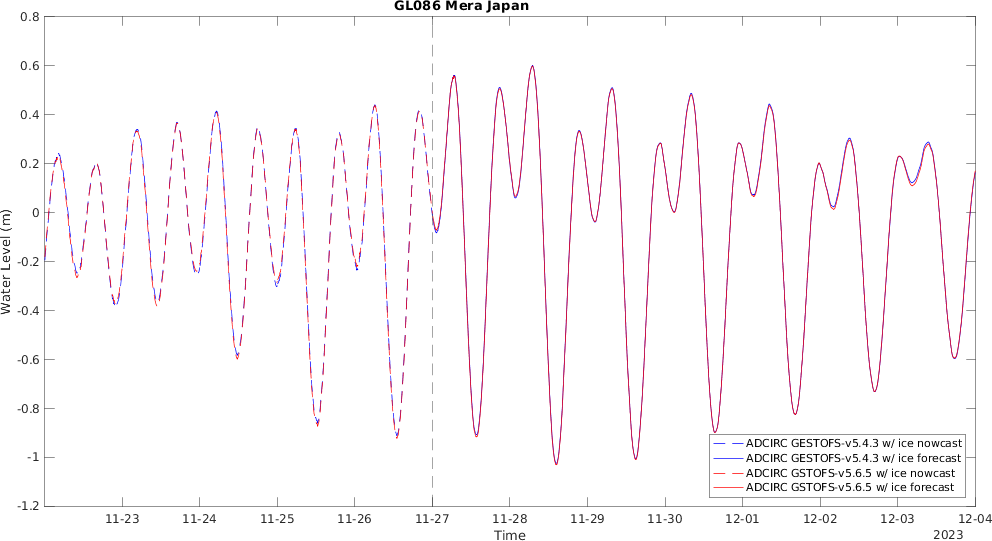 GL086 Mera Japan
0.8
0.6
0.4
0.2
0
-0.2
-0.4
-0.6
-0.8
-1
-1.2
Water Level (m)
11-23 11-24 11-25 11-26 11-27 11-28 11-29 11-30 12-01 12-02 12-03 12-04
Time
2023
ADCIRC GESTOFS-v5.4.3 w/ ice nowcast
ADCIRC GESTOFS-v5.4.3 w/ ice forecast
ADCIRC GSTOFS-v5.6.5 w/ ice nowcast
ADCIRC GSTOFS-v5.6.5 w/ ice forecast